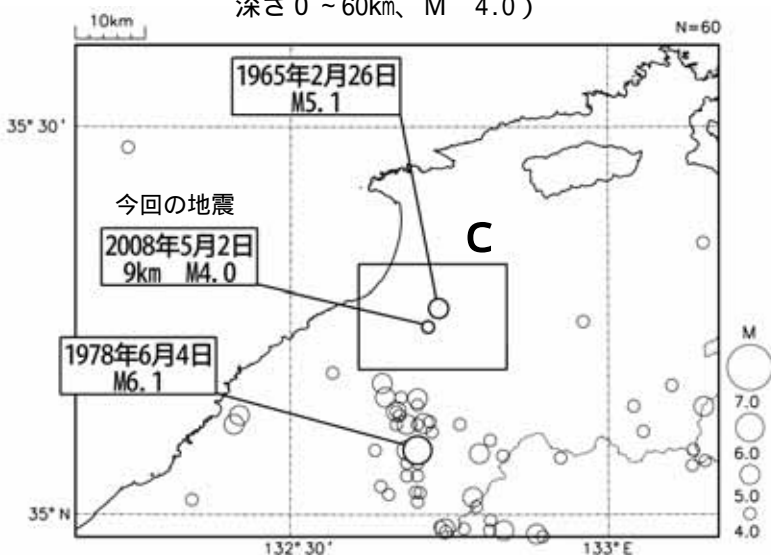 深さ0~60km、M 4.0)
10km
N=60
1965年2月26日
M5.1
35°30'
今回の地震
2008年5月2日
9km M4.0
C
1978年6月4日
M6.1
M
7.0
6.0
5.0
4.0
35°N
132°30'
133°E